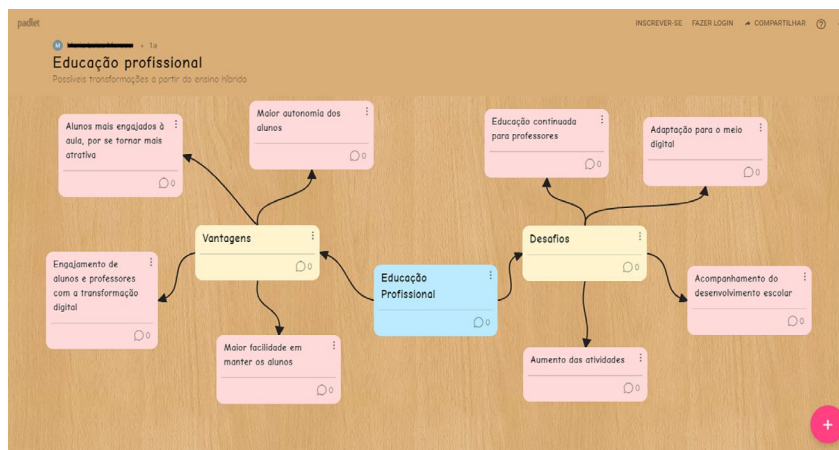 padlet
INSCREVER-SE FAZER LOGIN COMPARTILHAR
M
+ 1a
Educação profissional
Possíveis transformações a partir do ensino híbrido
Alunos mais engajados à
aula, por se tornar mais
atrativa
0
Maior autonomia dos
alunos
0
Educação continuada
para professores
0
Adaptação para o meio
digital
0
Vantagens
0
Desafios
0
Engajamento de
alunos e professores
com a transformação
digital
0
Educação
Profissional
0
Acompanhamento do
desenvolvimento escolar
0
Maior facilidade em
manter os alunos
0
Aumento das atividades
0